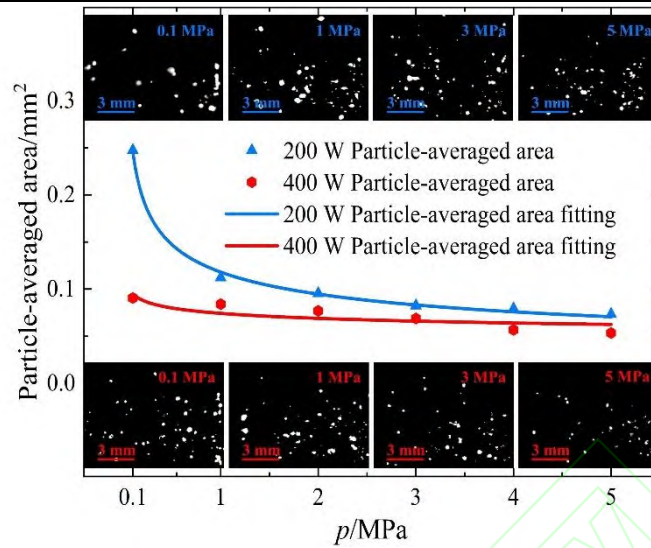 0.1 MPa 1 MPa 3 MPa 5 MPa
3 mm 3 mm 3 mm 3 mm
Particle-averaged area/mm²
0.3
0.2
0.1
0.0
200 W Particle-averaged area
400 W Particle-averaged area
200 W Particle-averaged area fitting
400 W Particle-averaged area fitting
0.1 MPa 1 MPa 3 MPa 5 MPa
3 mm 3 mm 3 mm 3 mm
0.1 1 2 3 4 5
p/MPa